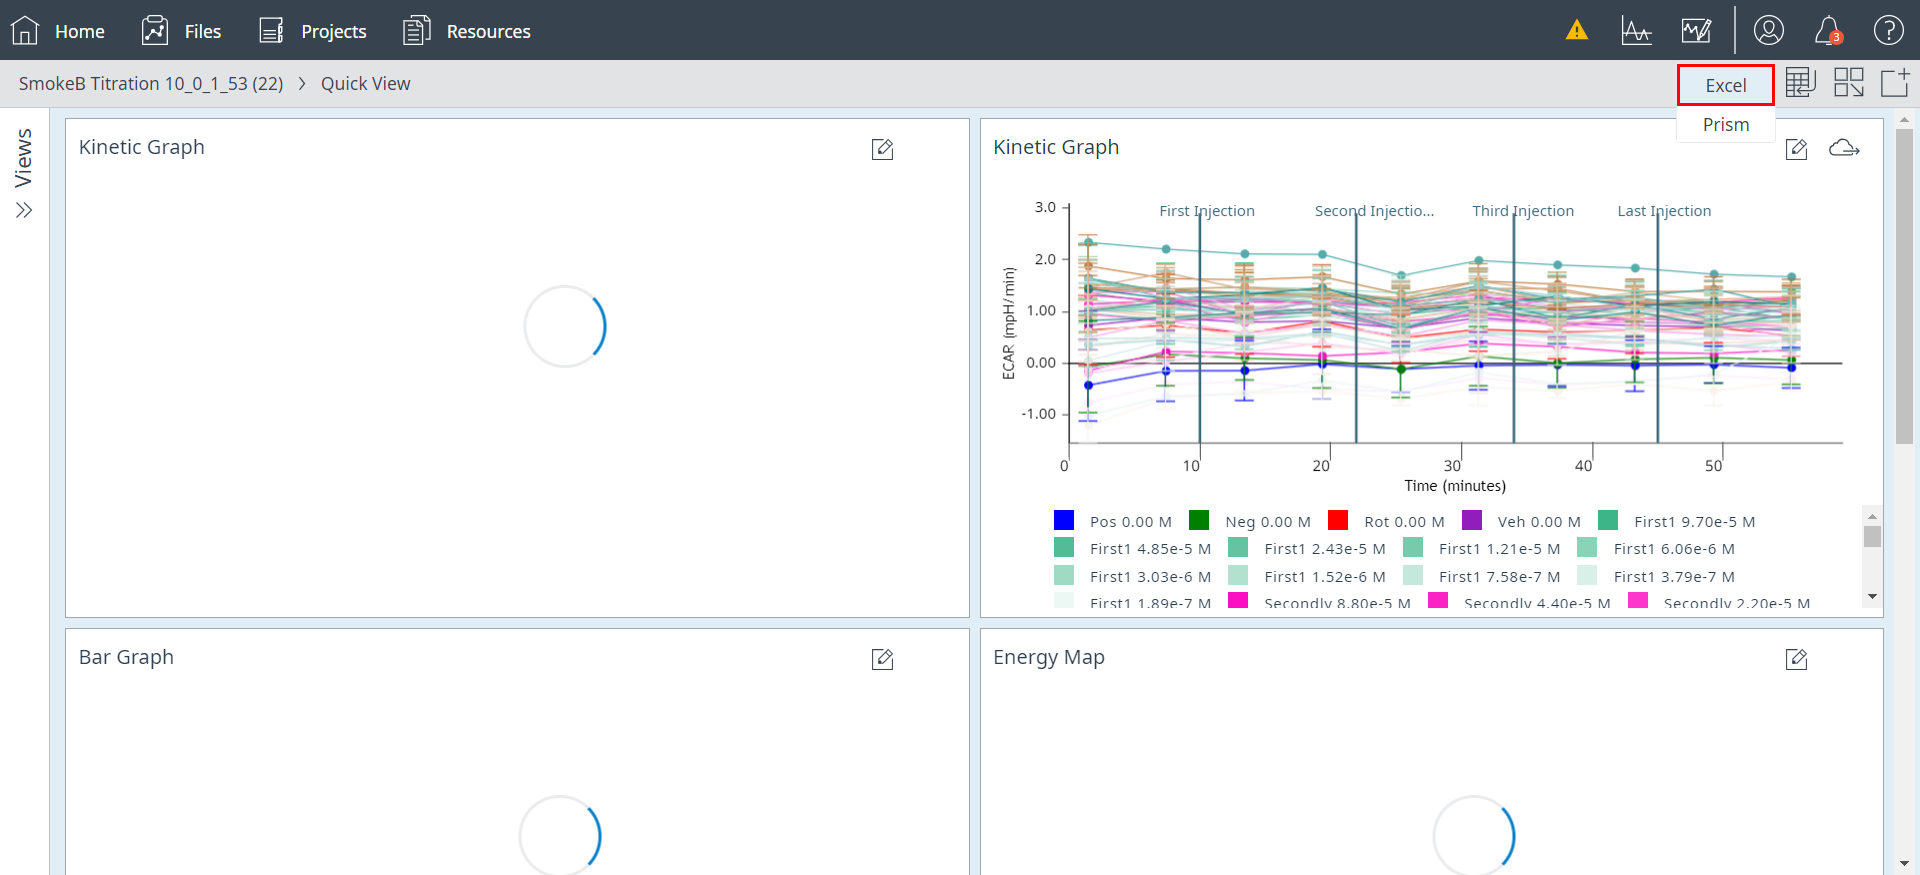 Home Files Projects Resources 3 ?
SmokeB Titration 10_0_1_53 (22) > Quick View
Excel
Prism
Views
Kinetic Graph
Kinetic Graph
First Injection Second Injectio... Third Injection Last Injection
3.0
2.0
1.00
0.00
-1.00
ECAR (mpH/min)
0 10 20 30 40 50
Time (minutes)
Pos 0.00 M Neg 0.00 M Rot 0.00 M Veh 0.00 M First1 9.70e-5 M
First1 4.85e-5 M First1 2.43e-5 M First1 1.21e-5 M First1 6.06e-6 M
First1 3.03e-6 M First1 1.52e-6 M First1 7.58e-7 M First1 3.79e-7 M
First1 1.89e-7 M Secondly 8.80e-5 M Secondly 4.40e-5 M Secondly 2.20e-5 M
Bar Graph
Energy Map